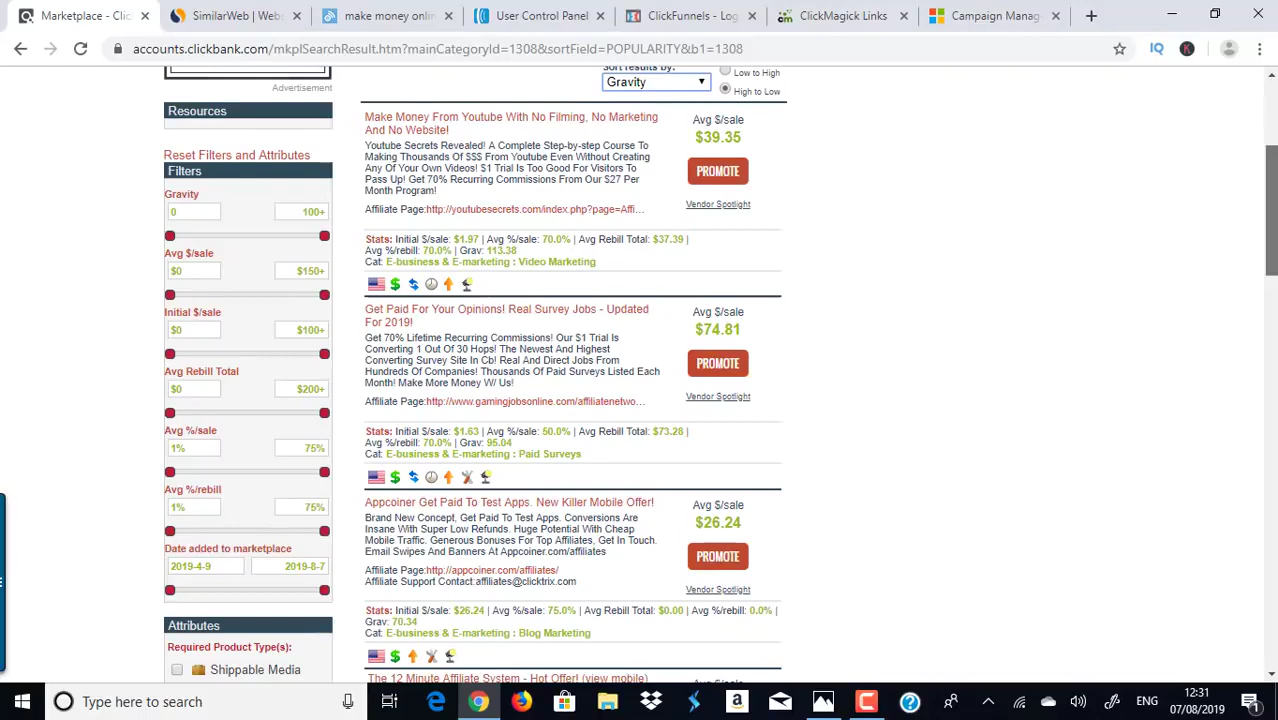 Marketplace -
SimilarWeb | Webs
make money onlin
User Control Panel
ClickFunnels - Log
ClickMagick Links
Campaign Manag
accounts.clickbank.com/mkplSearchResult.htm?mainCategoryId=1308&sortField=POPULARITY&b1=1308
Advertisement
Resources
Reset Filters and Attributes
Filters
Gravity
0 100+
Avg $/sale
$0 $150+
Initial $/sale
$0 $100+
Avg Rebill Total
$0 $200+
Avg %/sale
1% 75%
Avg %/rebill
1% 75%
Date added to marketplace
2019-4-9 2019-8-7
Attributes
Required Product Type(s):
Shippable Media
Sort results by:
Gravity
Low to High
High to Low
Make Money From Youtube With No Filming, No Marketing
And No Website!
Youtube Secrets Revealed! A Complete Step-by-step Course To
Making Thousands Of $$$ From Youtube Even Without Creating
Any Of Your Own Videos! $1 Trial Is Too Good For Visitors To
Pass Up! Get 70% Recurring Commissions From Our $27 Per
Month Program!
Affiliate Page:http://youtubesecrets.com/index.php?page=Affi...
Avg $/sale
$39.35
PROMOTE
Vendor Spotlight
Stats: Initial $/sale: $1.97 | Avg %/sale: 70.0% | Avg Rebill Total: $37.39 |
Avg %/rebill: 70.0% | Grav: 113.38
Cat: E-business & E-marketing : Video Marketing
Get Paid For Your Opinions! Real Survey Jobs - Updated
For 2019!
Get 70% Lifetime Recurring Commissions! Our $1 Trial Is
Converting 1 Out Of 30 Hops! The Newest And Highest
Converting Survey Site In Cb! Real And Direct Jobs From
Hundreds Of Companies! Thousands Of Paid Surveys Listed Each
Month! Make More Money W/ Us!
Affiliate Page:http://www.gamingjobsonline.com/affiliatenetwo...
Avg $/sale
$74.81
PROMOTE
Vendor Spotlight
Stats: Initial $/sale: $1.63 | Avg %/sale: 50.0% | Avg Rebill Total: $73.28 |
Avg %/rebill: 70.0% | Grav: 95.04
Cat: E-business & E-marketing : Paid Surveys
Appcoiner Get Paid To Test Apps. New Killer Mobile Offer!
Brand New Concept, Get Paid To Test Apps. Conversions Are
Insane With Super Low Refunds. Huge Potential With Cheap
Mobile Traffic. Generous Bonuses For Top Affiliates, Get In Touch.
Email Swipes And Banners At Appcoiner.com/affiliates
Affiliate Page:http://appcoiner.com/affiliates/
Affiliate Support Contact:affiliates@clicktrix.com
Avg $/sale
$26.24
PROMOTE
Vendor Spotlight
Stats: Initial $/sale: $26.24 | Avg %/sale: 75.0% | Avg Rebill Total: $0.00 | Avg %/rebill: 0.0% |
Grav: 70.34
Cat: E-business & E-marketing : Blog Marketing
The 12 Minute Affiliate System - Hot Offer! (view mobile)
Avg $/sale
Type here to search
ENG
12:31
07/08/2019